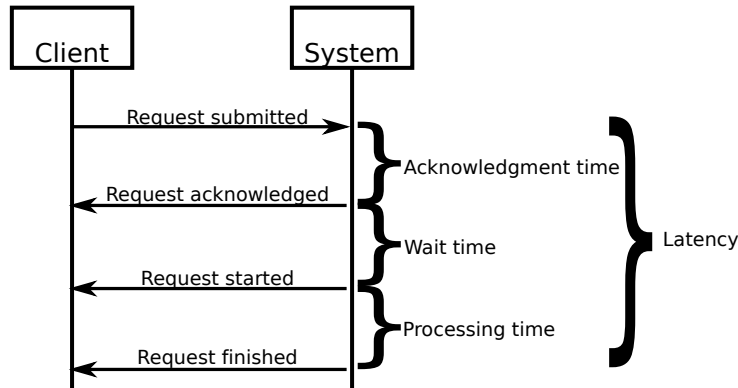 Client
System
Request submitted
Acknowledgment time
Request acknowledged
Latency
Wait time
Request started
Processing time
Request finished